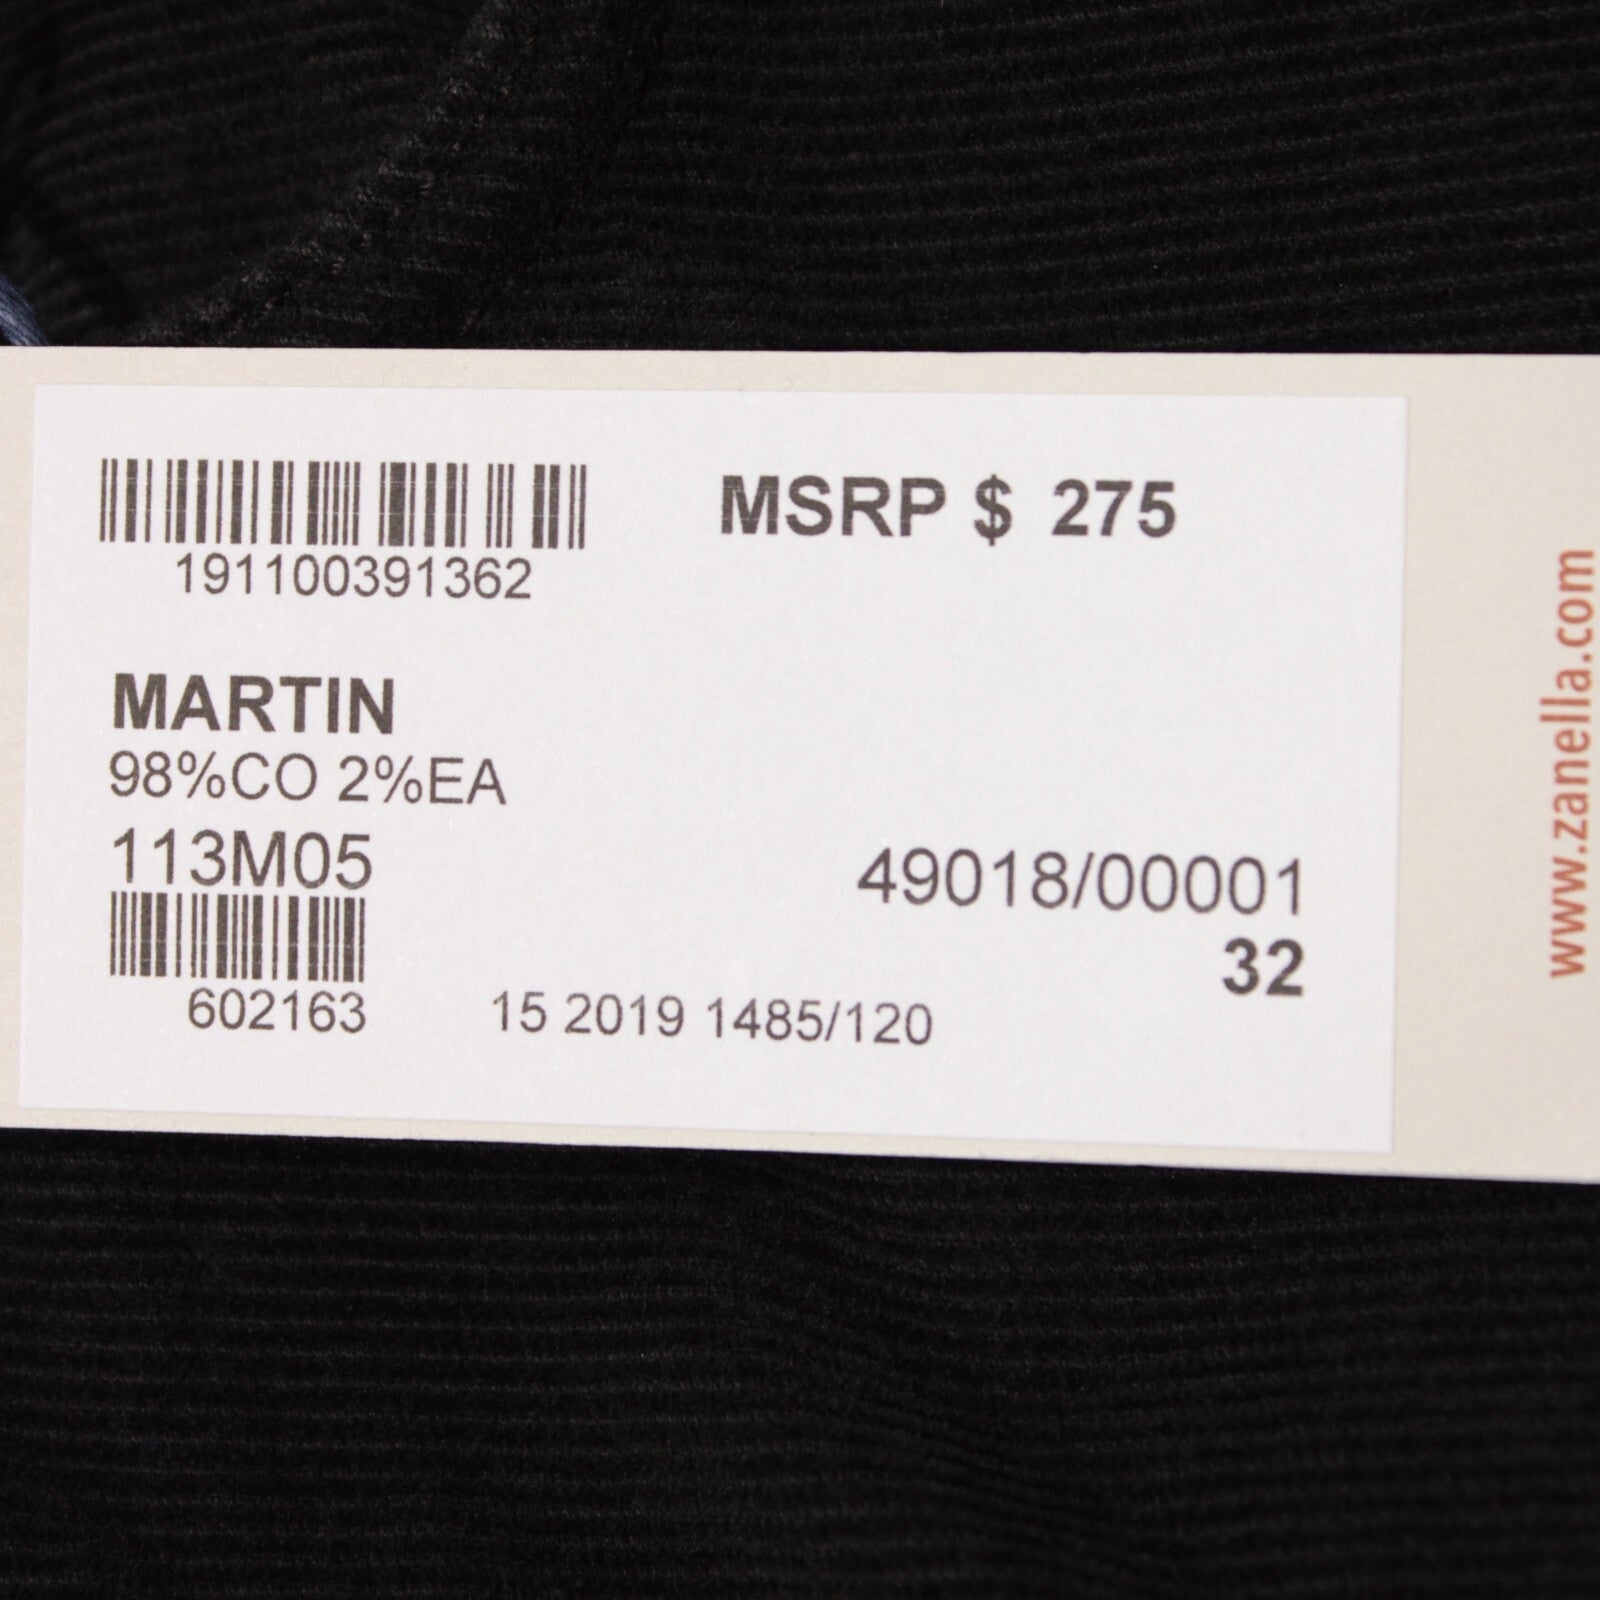 MSRP $ 275
191100391362
MARTIN
98%CO 2%EA
113M05
49018/00001
32
602163
15 2019 1485/120
www.zanella.com